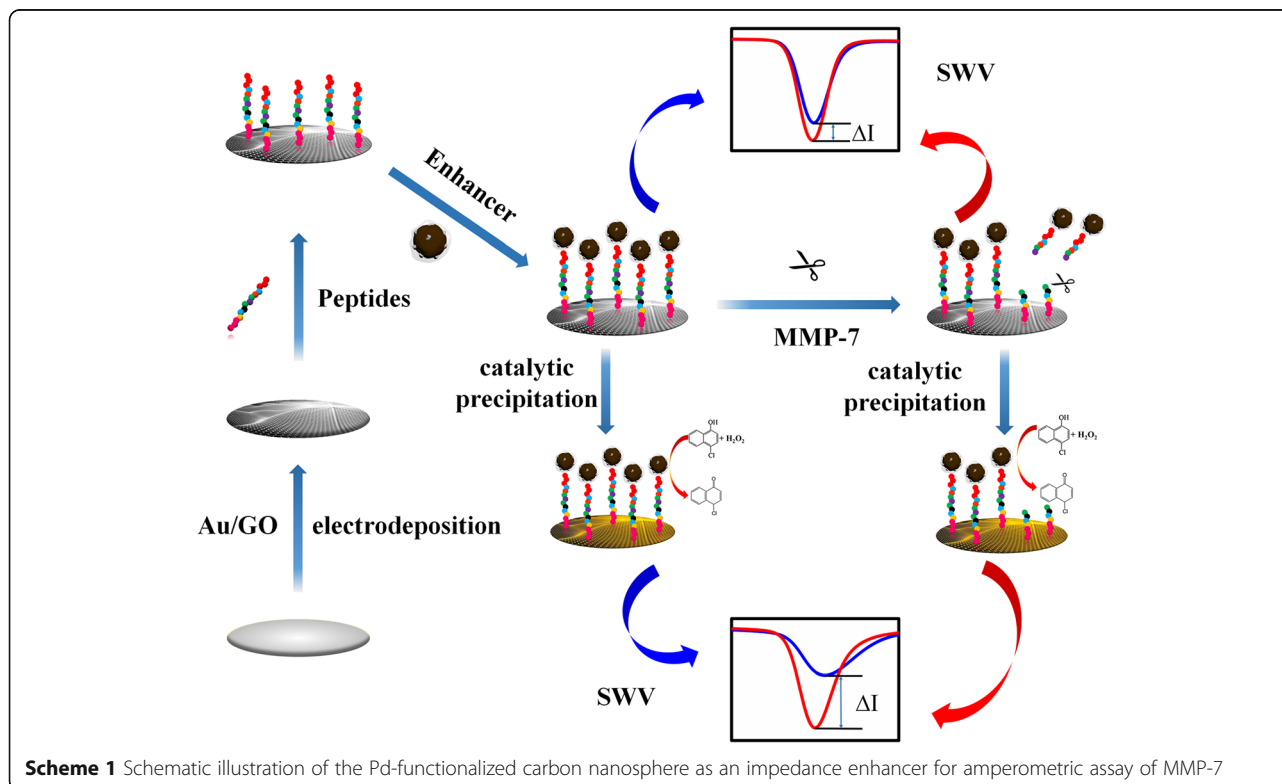 SWV
ΔI
Enhancer
Peptides
MMP-7
catalytic
precipitation
catalytic
precipitation
OH
+ H₂O₂
Cl
O
Cl
OH
+ H₂O₂
Cl
O
Cl
Au/GO electrodeposition
SWV
ΔI
Scheme 1 Schematic illustration of the Pd-functionalized carbon nanosphere as an impedance enhancer for amperometric assay of MMP-7